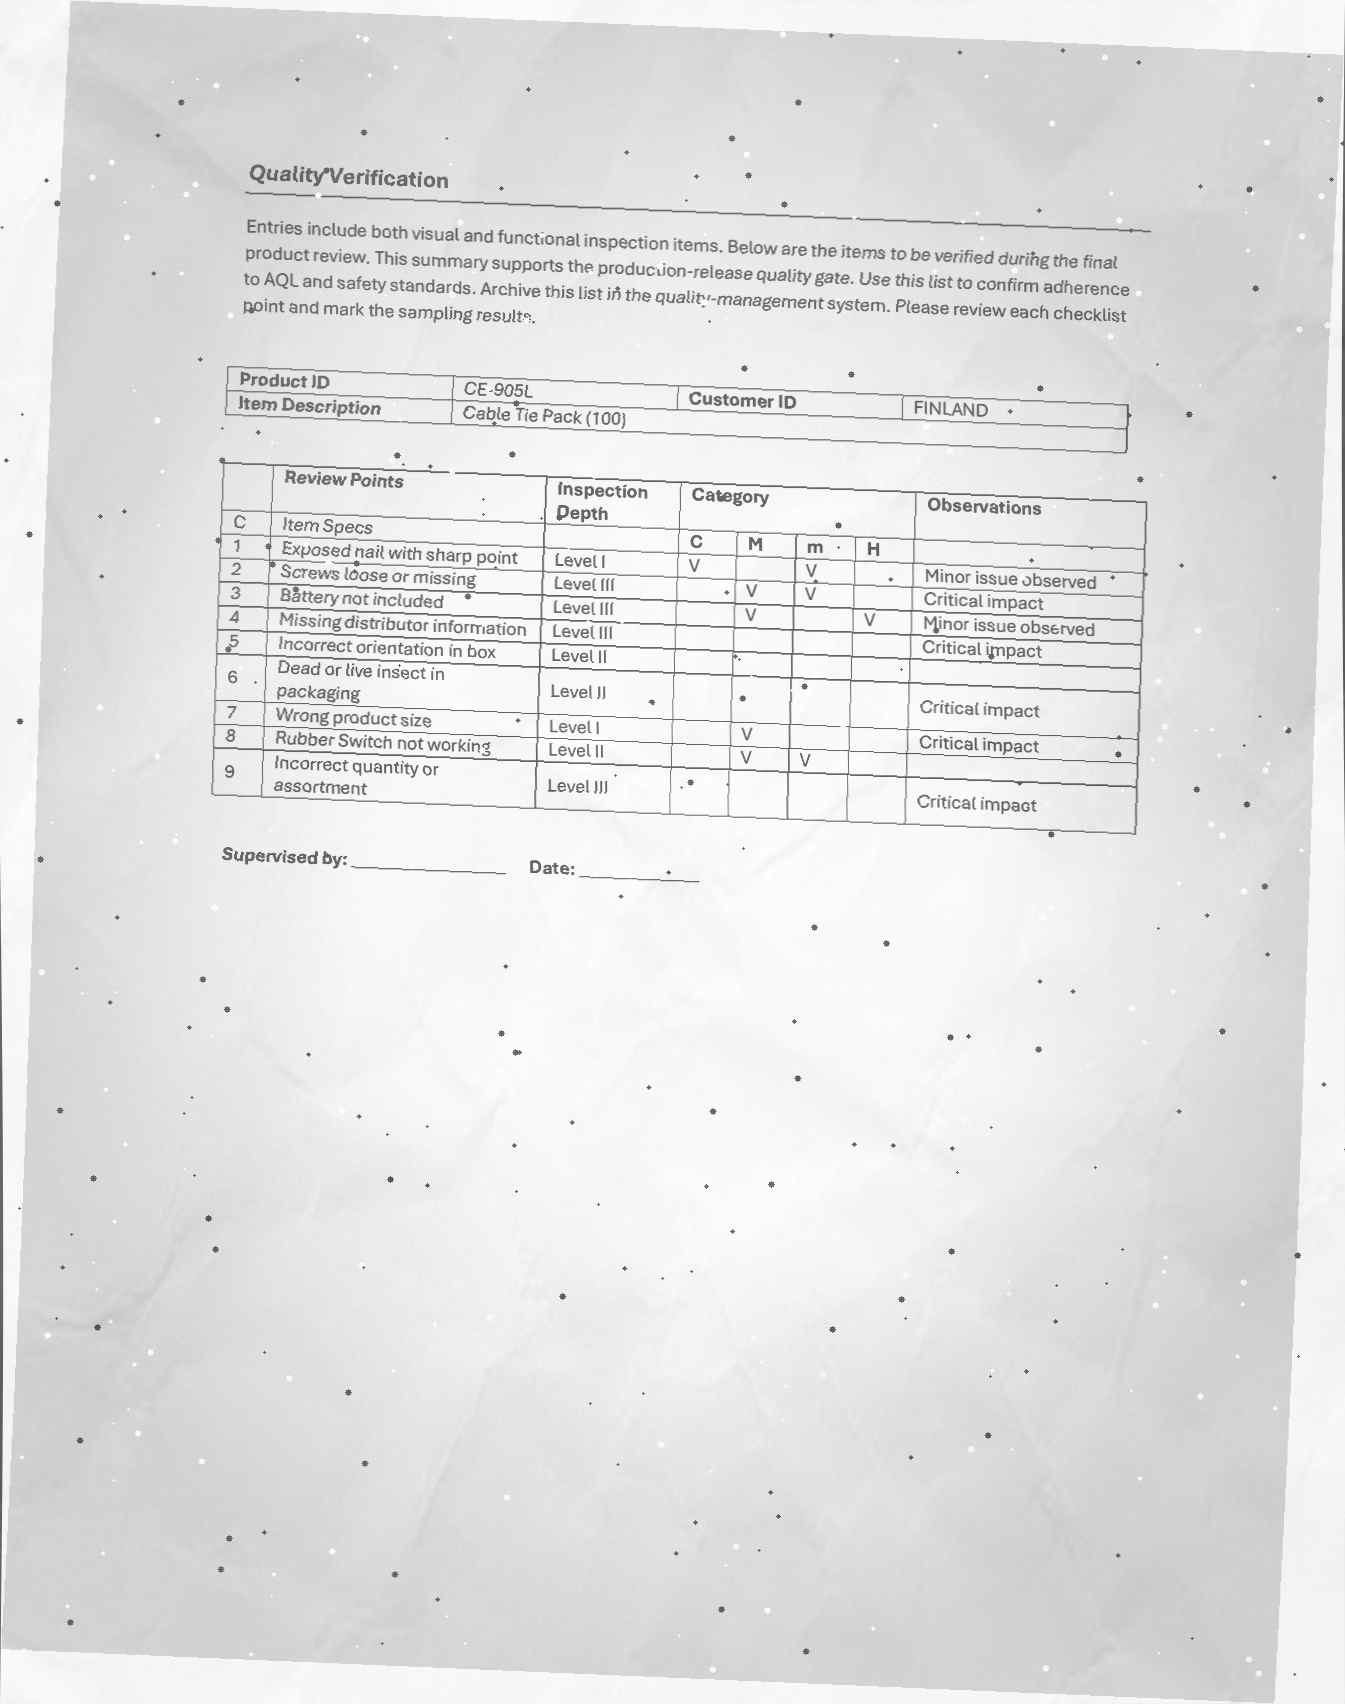 Quality Verification
Entries include both visual and functional inspection items. Below are the items to be verified during the final
product review. This summary supports the production-release quality gate. Use this list to confirm adherence
to AQL and safety standards. Archive this list in the quality-management system. Please review each checklist
point and mark the sampling results.
Product ID CE-905L Customer ID FINLAND
Item Description Cable Tie Pack (100)
Review Points Inspection Depth Category Observations
C Item Specs C M m H
1 Exposed nail with sharp point Level I V V Minor issue observed
2 Screws loose or missing Level III V V Critical impact
3 Battery not included Level III V V Minor issue observed
4 Missing distributor information Level III Critical impact
5 Incorrect orientation in box Level II
6 Dead or live insect in packaging Level II Critical impact
7 Wrong product size Level I V Critical impact
8 Rubber Switch not working Level II V V
9 Incorrect quantity or assortment Level III Critical impact
Supervised by: ______________ Date: ___________